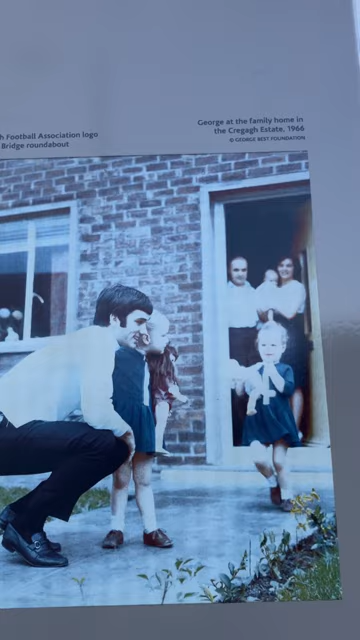 h Football Association logo
Bridge roundabout
George at the family home in
the Cregagh Estate, 1966
© GEORGE BEST FOUNDATION